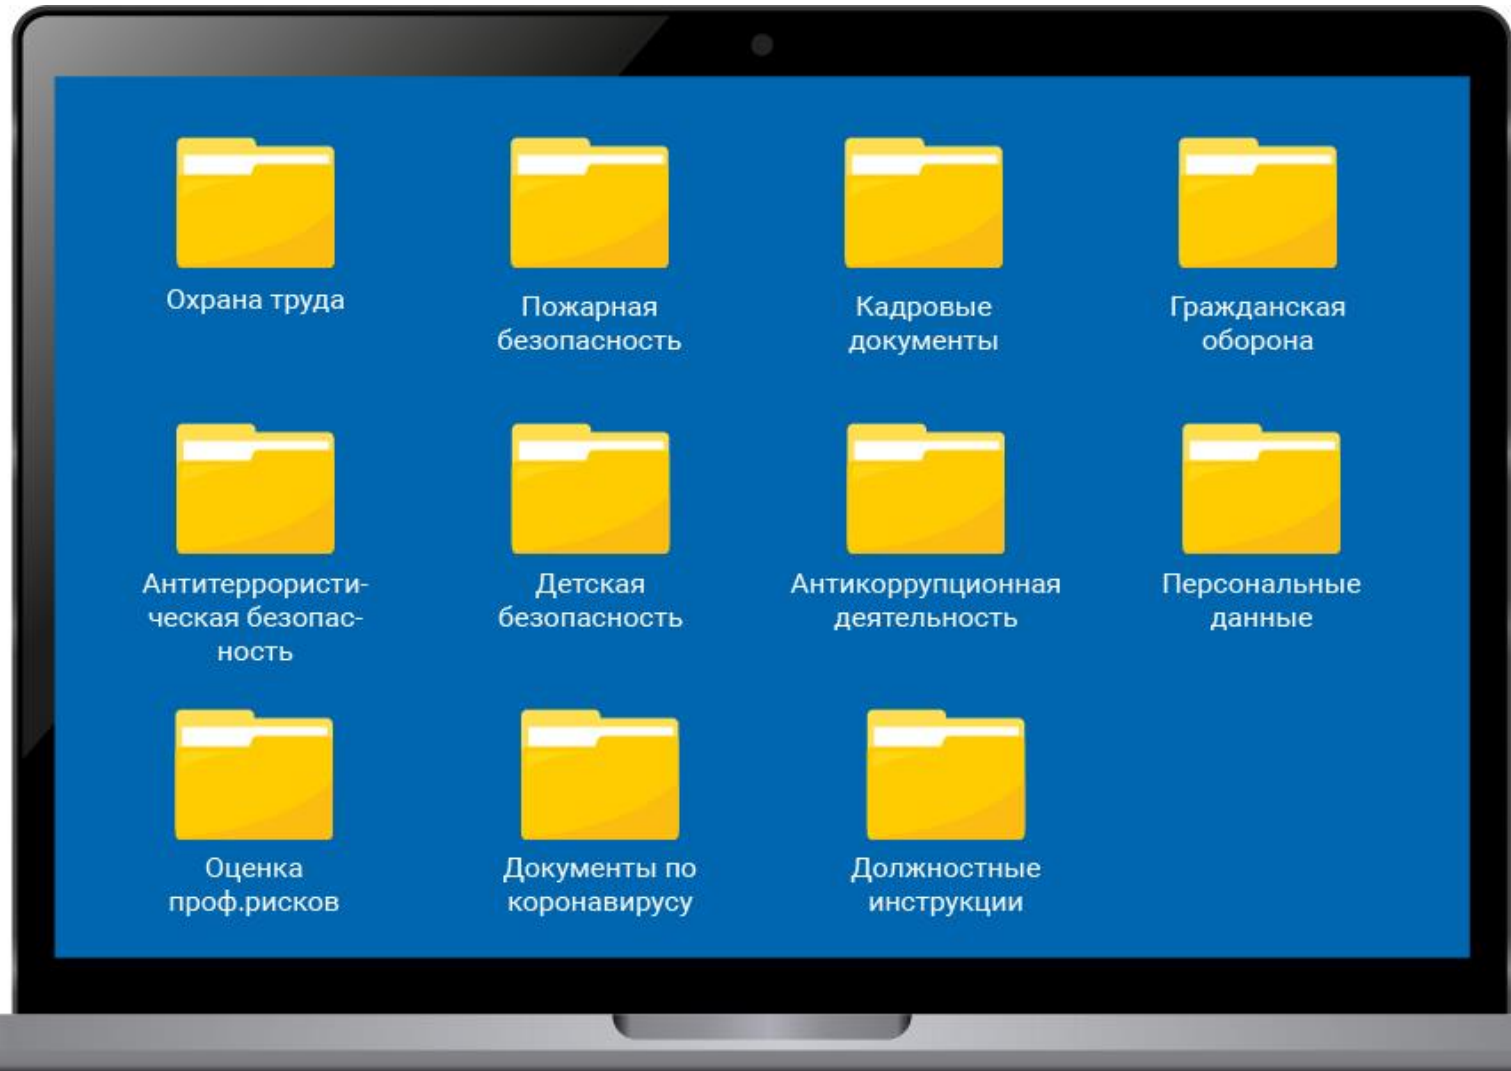 Охрана труда
Пожарная
безопасность
Кадровые
документы
Гражданская
оборона
Антитеррористи-
ческая безопас-
ность
Детская
безопасность
Антикоррупционная
деятельность
Персональные
данные
Оценка
проф.рисков
Документы по
коронавирусу
Должностные
инструкции